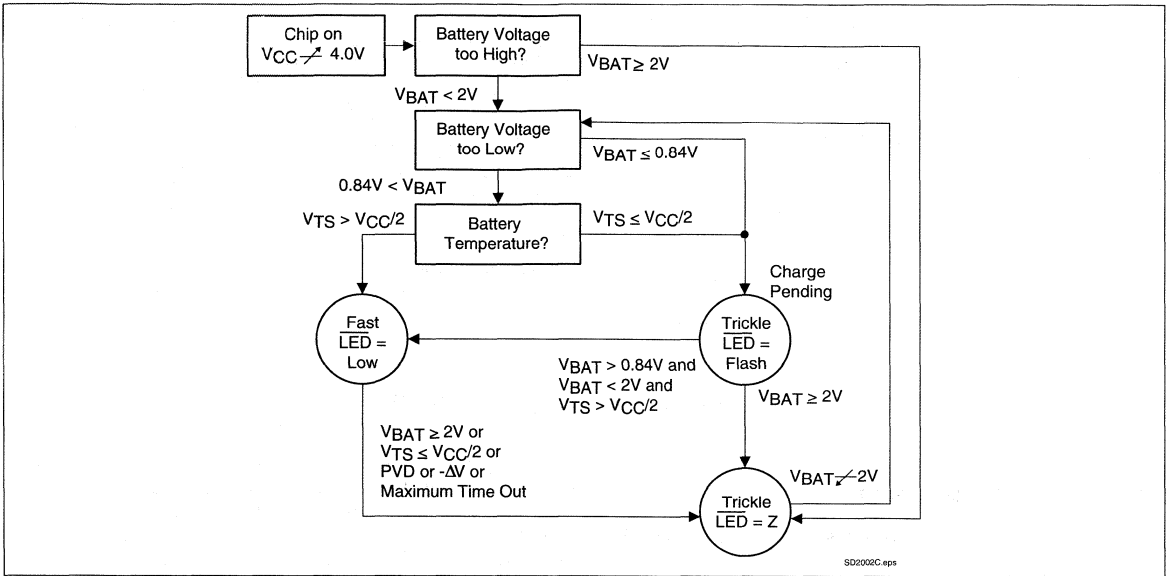 Chip on
VCC↗ 4.0V
Battery Voltage
too High?
VBAT ≥ 2V
VBAT < 2V
Battery Voltage
too Low?
VBAT ≤ 0.84V
0.84V < VBAT
VTS > VCC/2
Battery
Temperature?
VTS ≤ VCC/2
Charge
Pending
Fast
LED =
Low
Trickle
LED =
Flash
VBAT > 0.84V and
VBAT < 2V and
VTS > VCC/2
VBAT ≥ 2V
VBAT ≥ 2V or
VTS ≤ VCC/2 or
PVD or -ΔV or
Maximum Time Out
VBAT↙2V
Trickle
LED = Z
SD2002C.eps